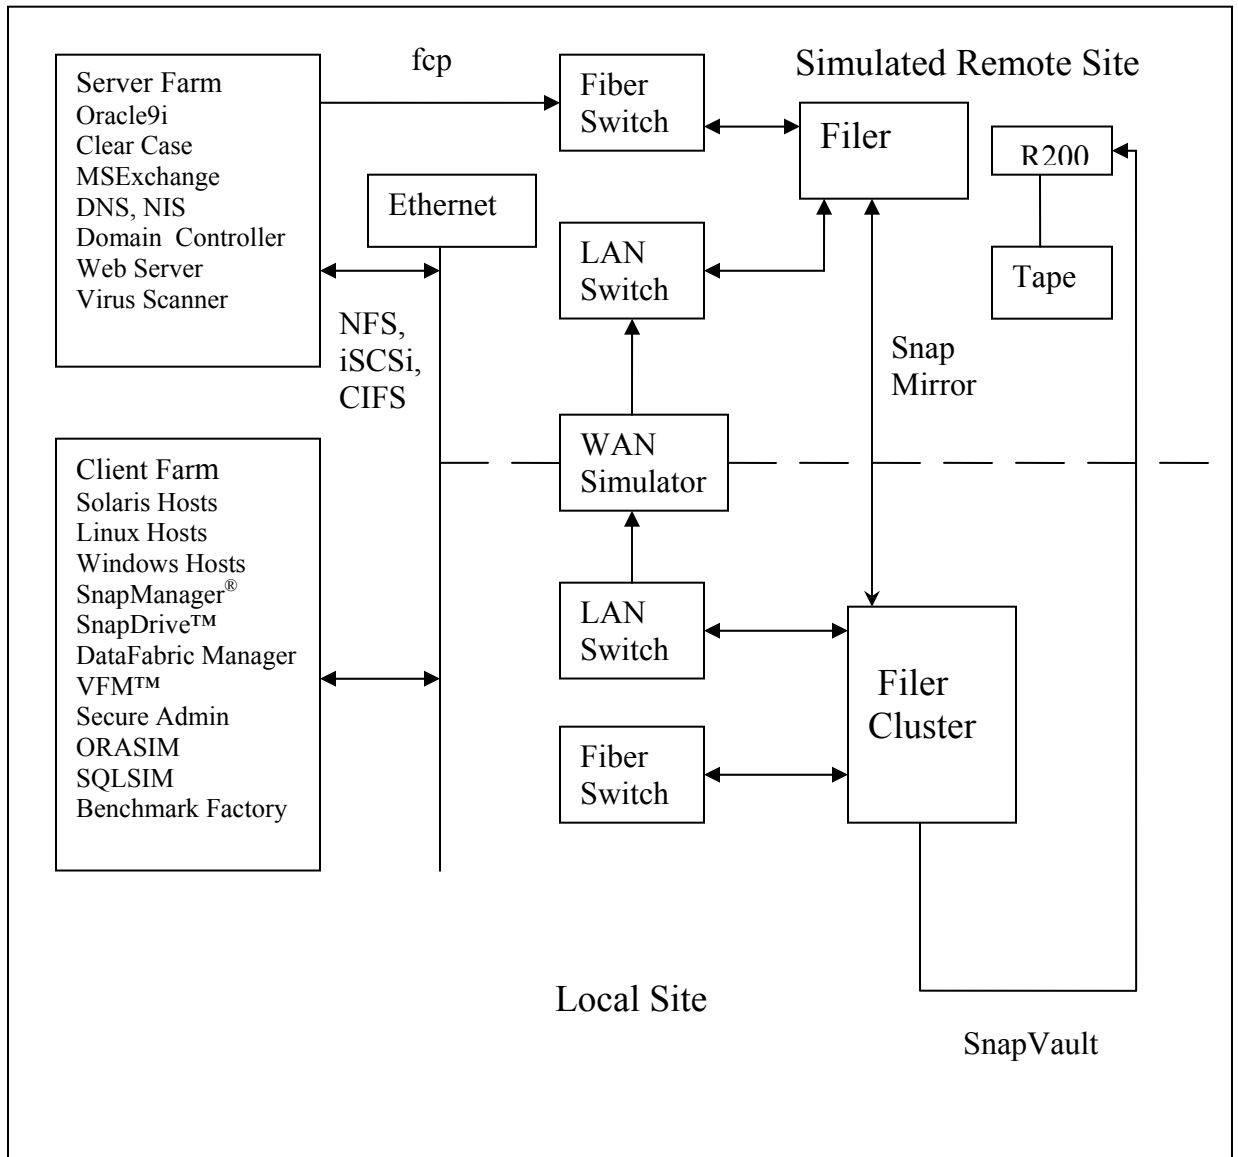 fcp
Simulated Remote Site
Server Farm
Oracle9i
Clear Case
MSExchange
DNS, NIS
Domain Controller
Web Server
Virus Scanner
Fiber
Switch
Filer
R200
Ethernet
LAN
Switch
Tape
NFS,
iSCSi,
CIFS
Snap
Mirror
WAN
Simulator
Client Farm
Solaris Hosts
Linux Hosts
Windows Hosts
SnapManager®
SnapDrive™
DataFabric Manager
VFM™
Secure Admin
ORASIM
SQLSIM
Benchmark Factory
LAN
Switch
Filer
Cluster
Fiber
Switch
Local Site
SnapVault